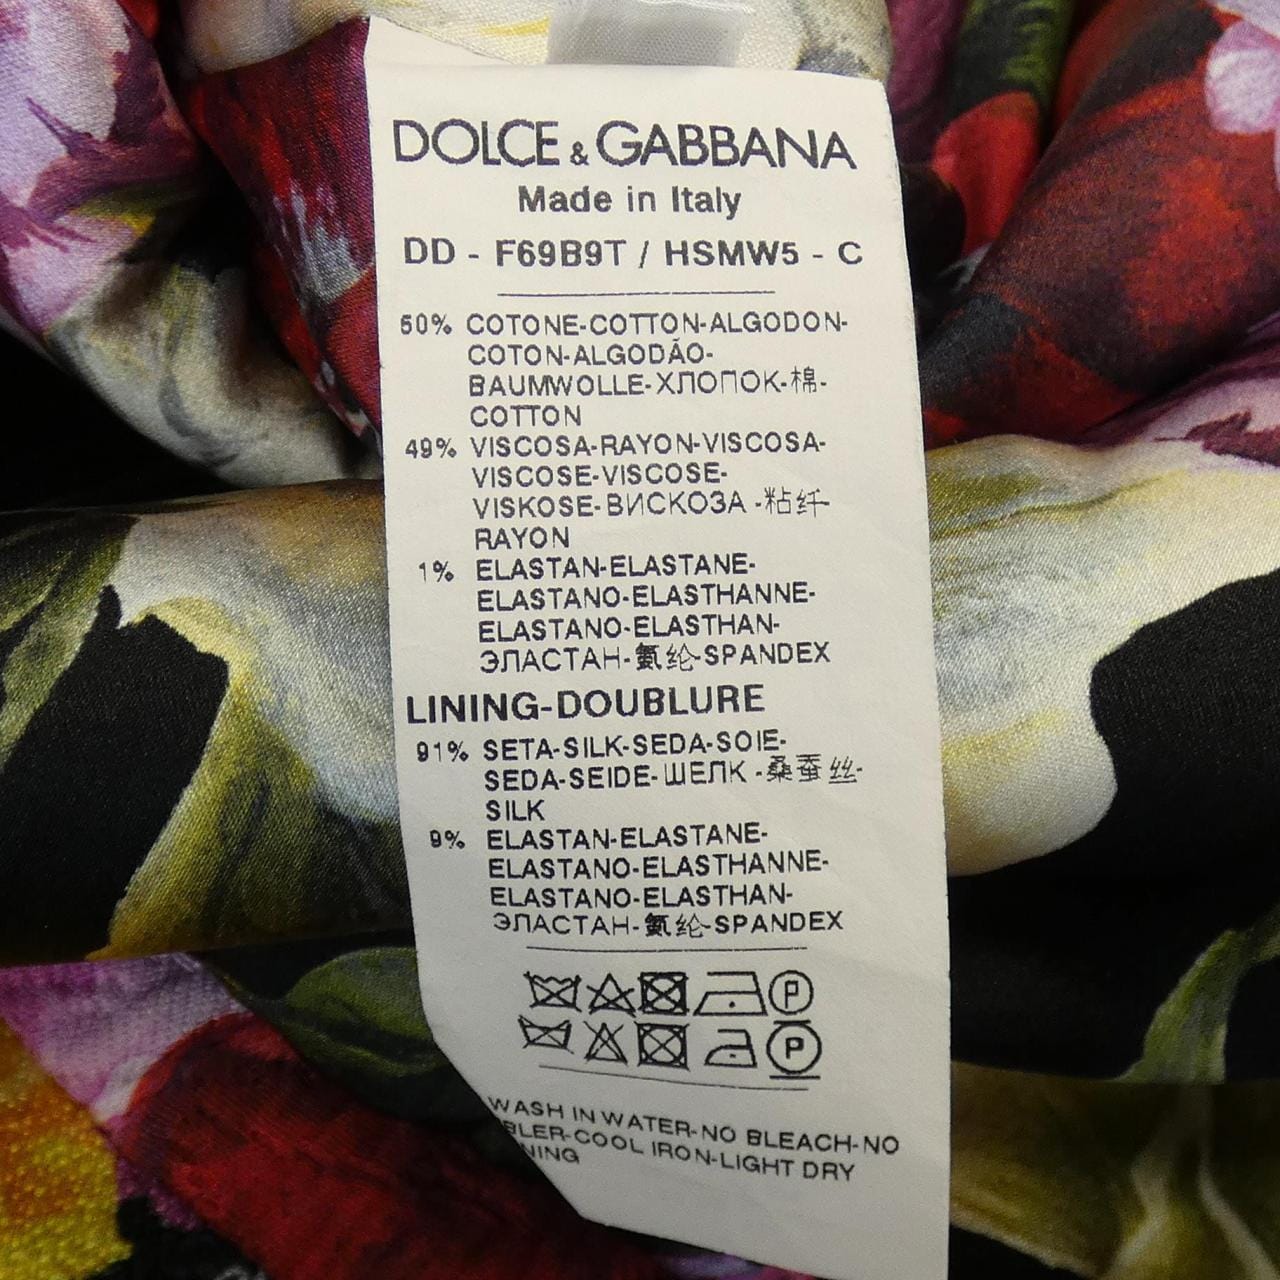 DOLCE & GABBANA
Made in Italy
DD - F69B9T / HSMW5 - C
50% COTONE-COTTON-ALGODON-
COTON-ALGODÃO-
BAUMWOLLE-ХЛОПОК-棉-
COTTON
49% VISCOSA-RAYON-VISCOSA-
VISCOSE-VISCOSE-
VISKOSE-ВИСКОЗА -粘纤-
RAYON
1% ELASTAN-ELASTANE-
ELASTANO-ELASTHANNE-
ELASTANO-ELASTHAN-
ЭЛАСТАН-氨纶-SPANDEX
LINING-DOUBLURE
91% SETA-SILK-SEDA-SOIE-
SEDA-SEIDE-ШЕЛК -桑蚕丝-
SILK
9% ELASTAN-ELASTANE-
ELASTANO-ELASTHANNE-
ELASTANO-ELASTHAN-
ЭЛАСТАН-氨纶-SPANDEX
P
P
WASH IN WATER-NO BLEACH-NO
BLER-COOL IRON-LIGHT DRY
NING